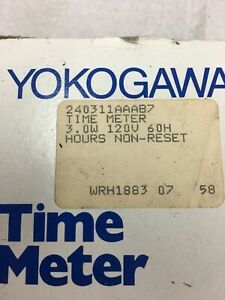 YOKOGAWA
240311AAAB7
TIME METER
3.0W 120V 60H
HOURS NON-RESET
WRH1883 07 58
Time
Meter